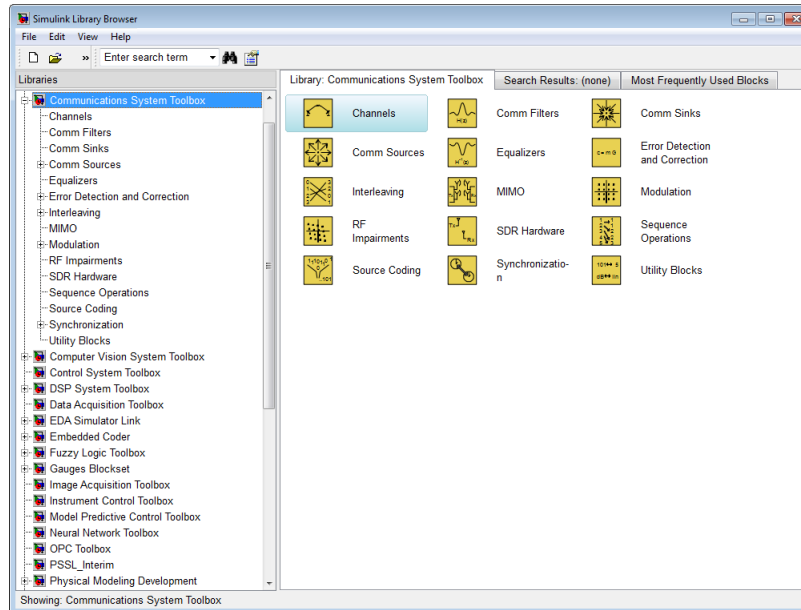 Simulink Library Browser
File Edit View Help
» Enter search term
Libraries
Library: Communications System Toolbox Search Results: (none) Most Frequently Used Blocks
Communications System Toolbox
Channels
Comm Filters
Comm Sinks
Comm Sources
Equalizers
Error Detection and Correction
Interleaving
MIMO
Modulation
RF Impairments
SDR Hardware
Sequence Operations
Source Coding
Synchronization
Utility Blocks
Computer Vision System Toolbox
Control System Toolbox
DSP System Toolbox
Data Acquisition Toolbox
EDA Simulator Link
Embedded Coder
Fuzzy Logic Toolbox
Gauges Blockset
Image Acquisition Toolbox
Instrument Control Toolbox
Model Predictive Control Toolbox
Neural Network Toolbox
OPC Toolbox
PSSL_Interim
Physical Modeling Development
Channels
Comm Filters
Comm Sinks
Comm Sources
Equalizers
Error Detection
and Correction
Interleaving
MIMO
Modulation
RF
Impairments
SDR Hardware
Sequence
Operations
Source Coding
Synchronizatio-
n
Utility Blocks
Showing: Communications System Toolbox